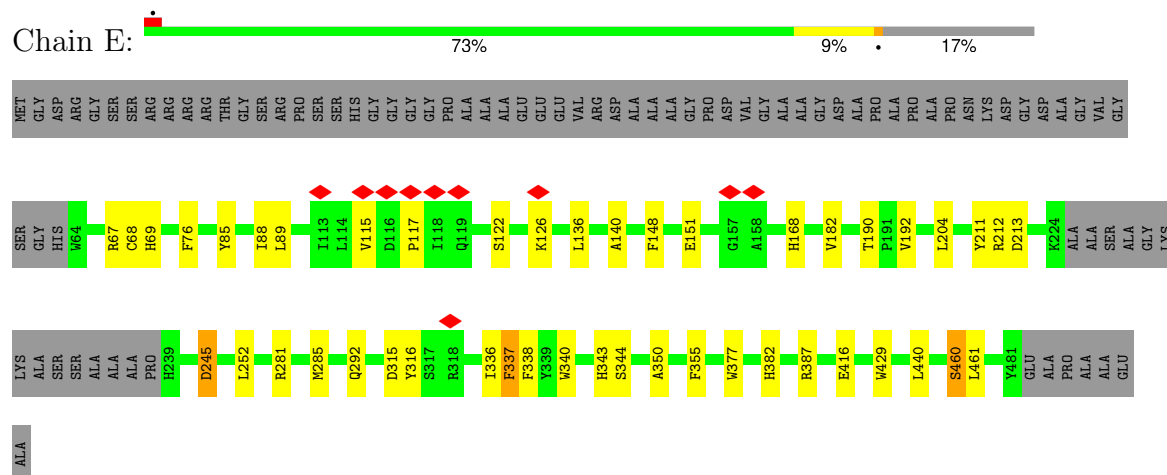 Chain E:
73%
9%
17%
MET GLY ASP ARG GLY SER SER ARG ARG ARG ARG THR GLY SER ARG PRO SER SER HIS GLY GLY GLY GLY PRO ALA ALA ALA GLU GLU GLU VAL ARG ASP ALA ALA ALA GLY PRO ASP VAL GLY ALA ALA GLY ASP ALA PRO ALA PRO ALA PRO ASN LYS ASP GLY ASP ALA GLY VAL GLY
SER GLY HIS W64 R67 C68 H69 F76 Y85 I88 L89 I113 L114 V115 D116 P117 I118 Q119 S122 K126 L136 A140 F148 E151 Q157 A158 H168 V182 T190 P191 V192 L204 Y211 R212 D213 K224 ALA ALA SER ALA GLY LYS
LYS ALA SER SER ALA ALA ALA PRO H239 D245 L252 R281 M285 Q292 D315 Y316 S317 R318 I336 F337 F338 Y339 W340 H343 S344 A350 F355 W377 H382 R387 E416 W429 L440 S460 L461 Y481 GLU ALA PRO ALA ALA GLU
ALA